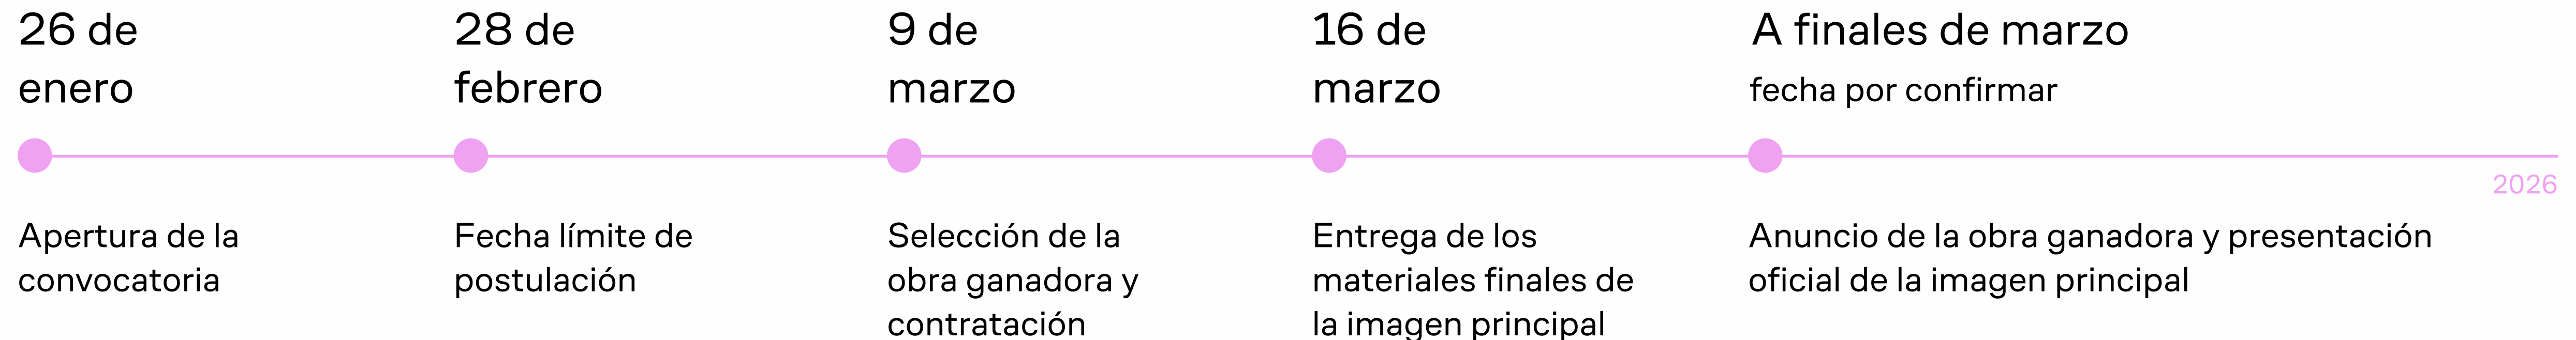 26 de
enero
28 de
febrero
9 de
marzo
16 de
marzo
A finales de marzo
fecha por confirmar
2026
Apertura de la
convocatoria
Fecha límite de
postulación
Selección de la
obra ganadora y
contratación
Entrega de los
materiales finales de
la imagen principal
Anuncio de la obra ganadora y presentación
oficial de la imagen principal